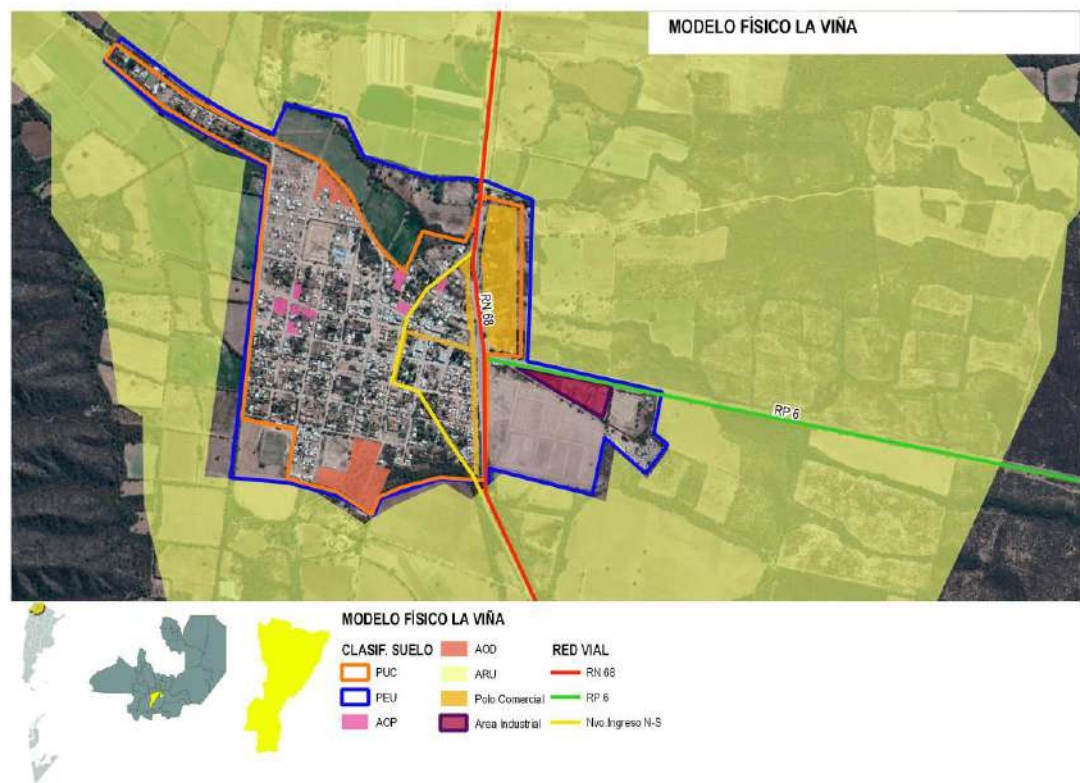 MODELO FÍSICO LA VIÑA
RN 68
RP 6
MODELO FÍSICO LA VIÑA
CLASIF. SUELO
PUC
PEU
AOP
AOD
ARU
Polo Comercial
Area Industrial
RED VIAL
RN 68
RP 6
Nvo.Ingreso N-S